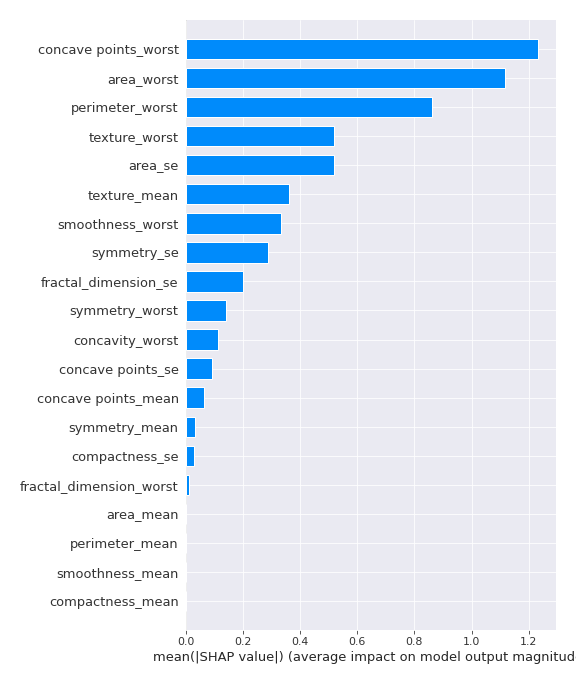 concave points_worst
area_worst
perimeter_worst
texture_worst
area_se
texture_mean
smoothness_worst
symmetry_se
fractal_dimension_se
symmetry_worst
concavity_worst
concave points_se
concave points_mean
symmetry_mean
compactness_se
fractal_dimension_worst
area_mean
perimeter_mean
smoothness_mean
compactness_mean
0.0 0.2 0.4 0.6 0.8 1.0 1.2
mean(|SHAP value|) (average impact on model output magnitud